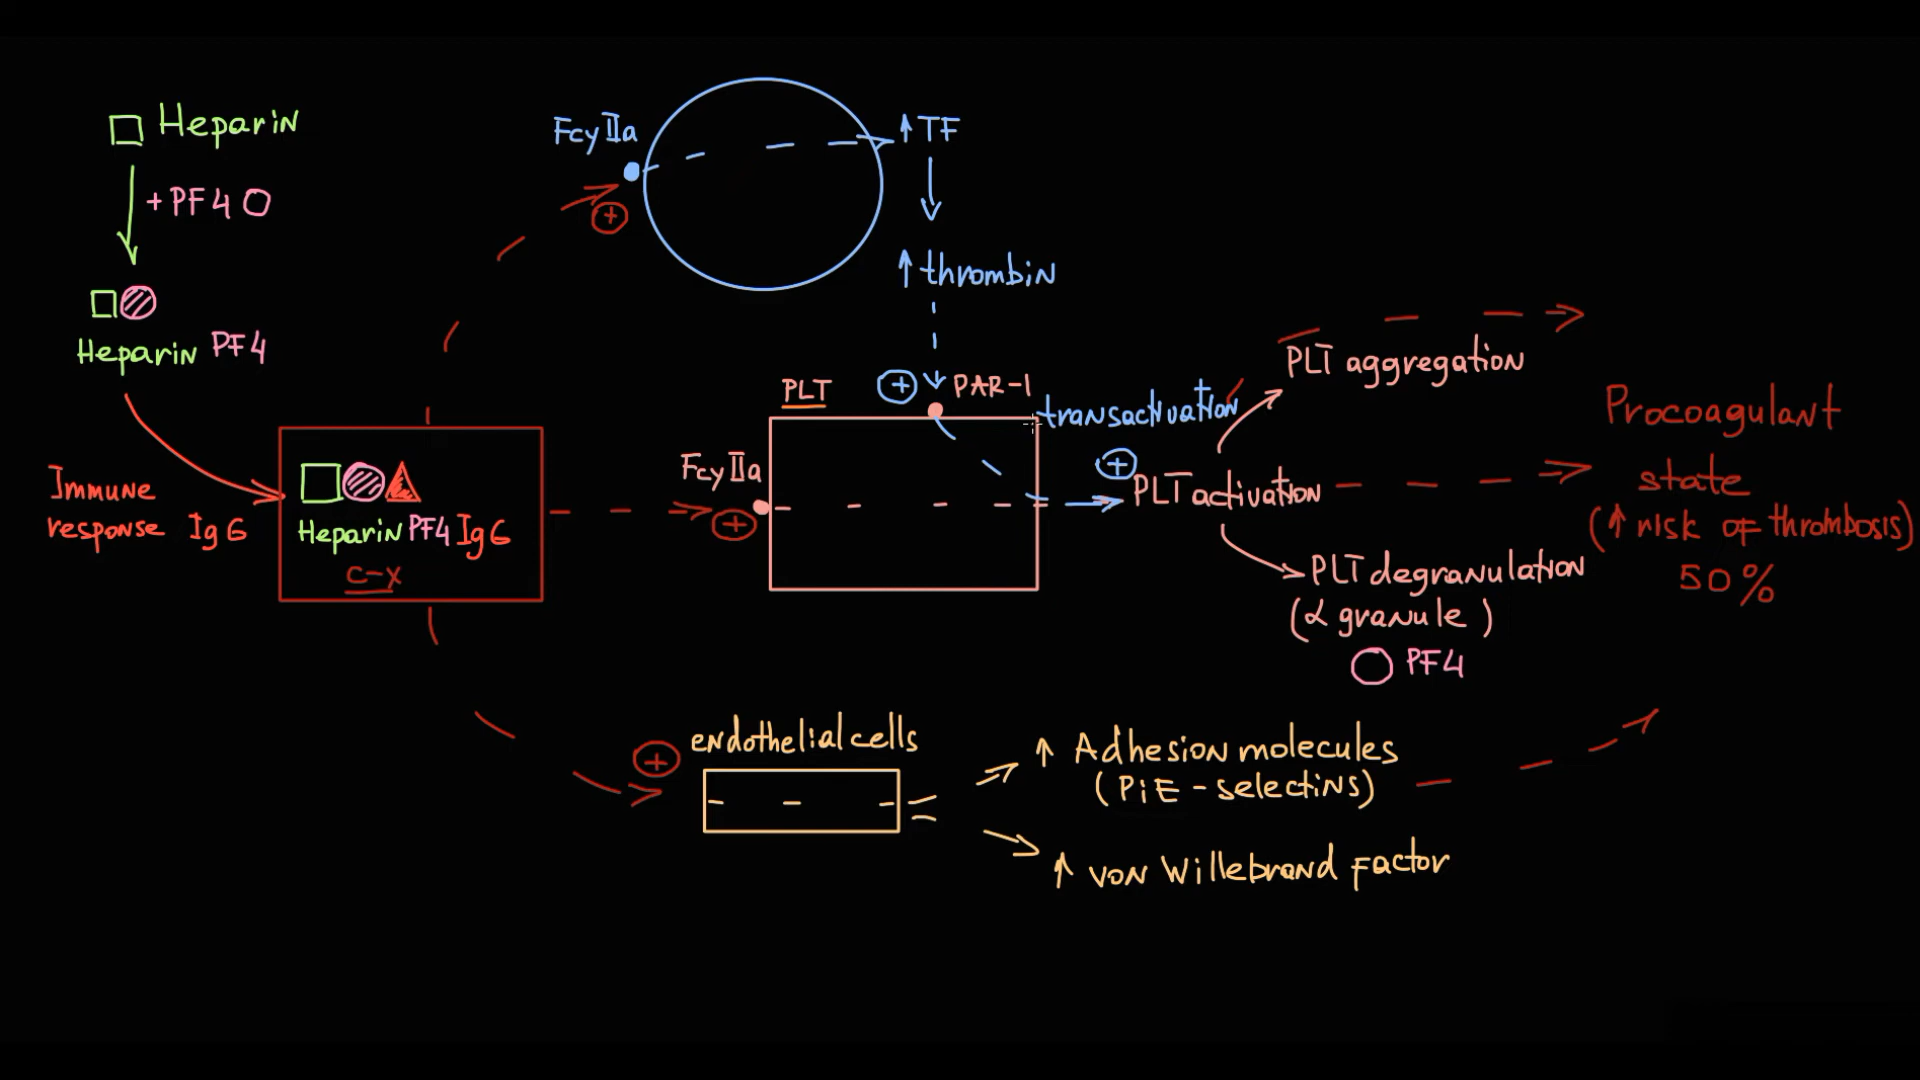 Heparin
+ PF4
Heparin PF4
Immune
response IgG
Heparin PF4 IgG
c-x
FcγIIa
↑ TF
↑ thrombin
+ PAR-1
PLT
transactivation
FcγIIa
+
+
+
PLT activation
PLT aggregation
PLT degranulation
(α granule)
PF4
Procoagulant
state
(↑ risk of thrombosis)
50%
+
endothelial cells
↑ Adhesion molecules
(PiE - selectins)
↑ von Willebrand factor